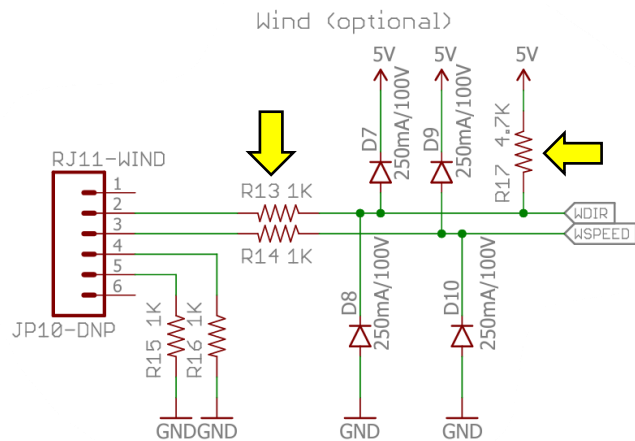 Wind (optional)
5V
5V
5V
D7
250mA/100V
D9
250mA/100V
R17 4.7K
RJ11-WIND
1
2
3
4
5
6
JP10-DNP
R13 1K
R14 1K
WDIR
WSPEED
R15 1K
R16 1K
D8
250mA/100V
D10
250mA/100V
GND
GND
GND
GND